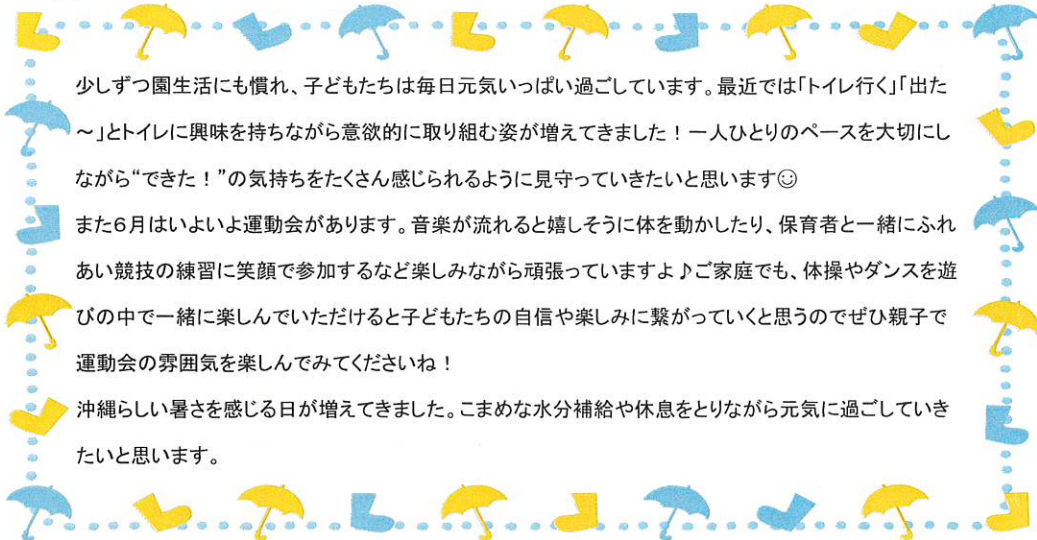 少しずつ園生活にも慣れ、子どもたちは毎日元気いっぱい過ごしています。最近では「トイレ行く」「出た
～」とトイレに興味を持ちながら意欲的に取り組む姿が増えてきました！一人ひとりのペースを大切にし
ながら“できた！”の気持ちをたくさん感じられるように見守っていきたいと思います☺
また６月はいよいよ運動会があります。音楽が流れると嬉しそうに体を動かしたり、保育者と一緒にふれ
あい競技の練習に笑顔で参加するなど楽しみながら頑張っていますよ♪ご家庭でも、体操やダンスを遊
びの中で一緒に楽しんでいただけると子どもたちの自信や楽しみに繋がっていくと思うのでぜひ親子で
運動会の雰囲気を楽しんでみてくださいね！
沖縄らしい暑さを感じる日が増えてきました。こまめな水分補給や休息をとりながら元気に過ごしていき
たいと思います。